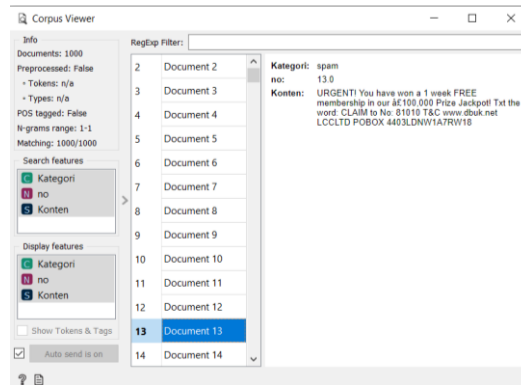 Corpus Viewer
Info
Documents: 1000
Preprocessed: False
◦ Tokens: n/a
◦ Types: n/a
POS tagged: False
N-grams range: 1-1
Matching: 1000/1000
Search features
C Kategori
N no
S Konten
Display features
C Kategori
N no
S Konten
Show Tokens & Tags
Auto send is on
RegExp Filter:
2 Document 2
3 Document 3
4 Document 4
5 Document 5
6 Document 6
7 Document 7
8 Document 8
9 Document 9
10 Document 10
11 Document 11
12 Document 12
13 Document 13
14 Document 14
Kategori: spam
no: 13.0
Konten: URGENT! You have won a 1 week FREE
membership in our â£100,000 Prize Jackpot! Txt the
word: CLAIM to No: 81010 T&C www.dbuk.net
LCCLTD POBOX 4403LDNW1A7RW18